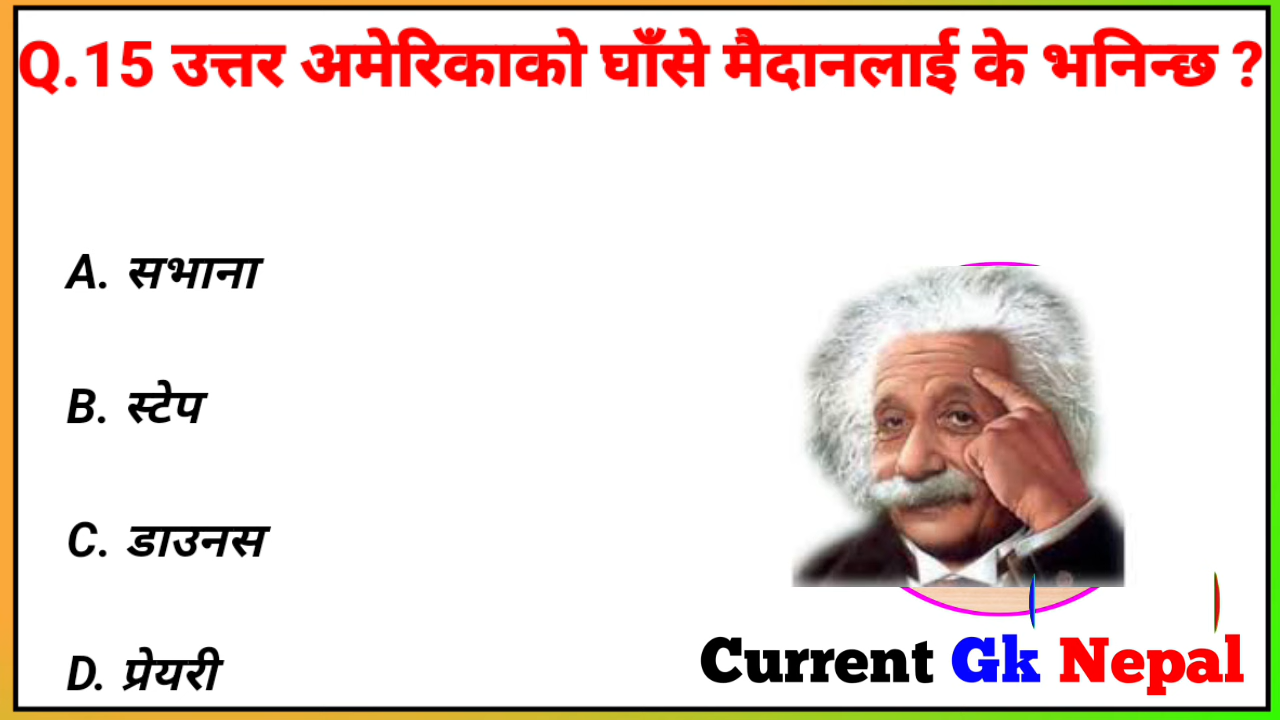 Q.15 उत्तर अमेरिकाको घाँसे मैदानलाई के भनिन्छ ?
A. सभाना
B. स्टेप
C. डाउनस
D. प्रेयरी
Current Gk Nepal